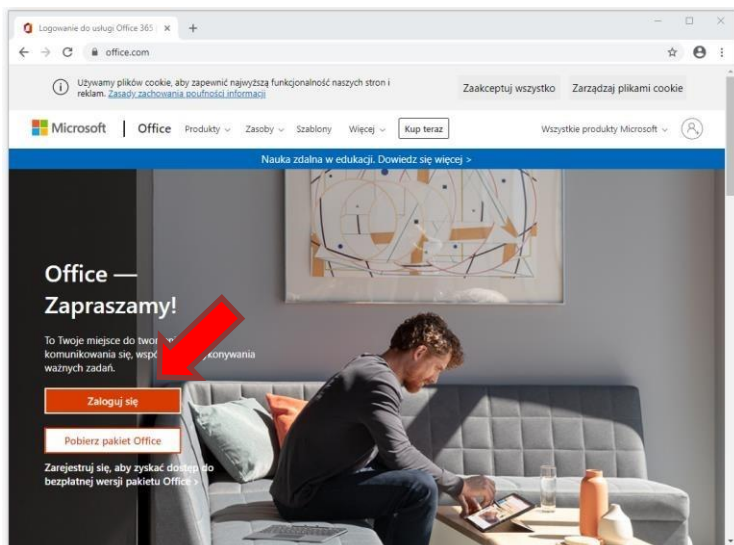 Logowanie do usługi Office 365
office.com
Używamy plików cookie, aby zapewnić najwyższą funkcjonalność naszych stron i
reklam. Zasady zachowania poufności informacji
Zaakceptuj wszystko Zarządzaj plikami cookie
Microsoft Office Produkty Zasoby Szablony Więcej Kup teraz Wszystkie produkty Microsoft
Nauka zdalna w edukacji. Dowiedz się więcej >
Office —
Zapraszamy!
To Twoje miejsce do
komunikowania się,
ważnych zadań.
Zaloguj się
Pobierz pakiet Office
Zarejestruj się, aby zyskać dostęp do
bezpłatnej wersji pakietu Office >